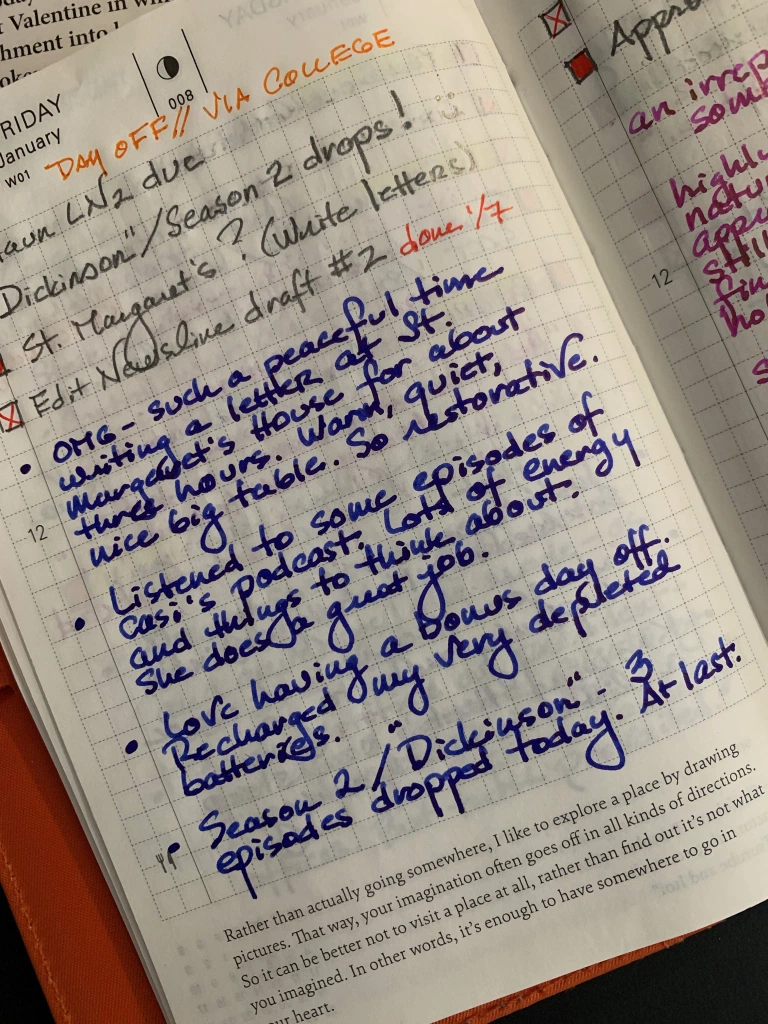 Valentine in
hment into
RIDAY
January
W01
008
DAY OFF // VIA COLLEGE
LN2 due
Dickinson"/Season 2 drops!
St. Margaret's? (Write letters)
Edit Newsline draft #2 done 1/7
• OMG - such a peaceful time
writing a letter at St.
Margaret's House for about
three hours. Warm, quiet,
nice big table. So restorative.
12
• Listened to some episodes of
Casi's podcast. Lots of energy
and things to think about.
She does a great job.
• Love having a bonus day off.
Recharged my very depleted
batteries.
• Season 2/"Dickinson" - 3
episodes dropped today. At last.
Rather than actually going somewhere, I like to explore a place by drawing
pictures. That way, your imagination often goes off in all kinds of directions.
So it can be better not to visit a place at all, rather than find out it's not what
you imagined. In other words, it's enough to have somewhere to go in
ur heart.
Appro
an irrep
som
highly
natu
appr
still
12
fin
ho